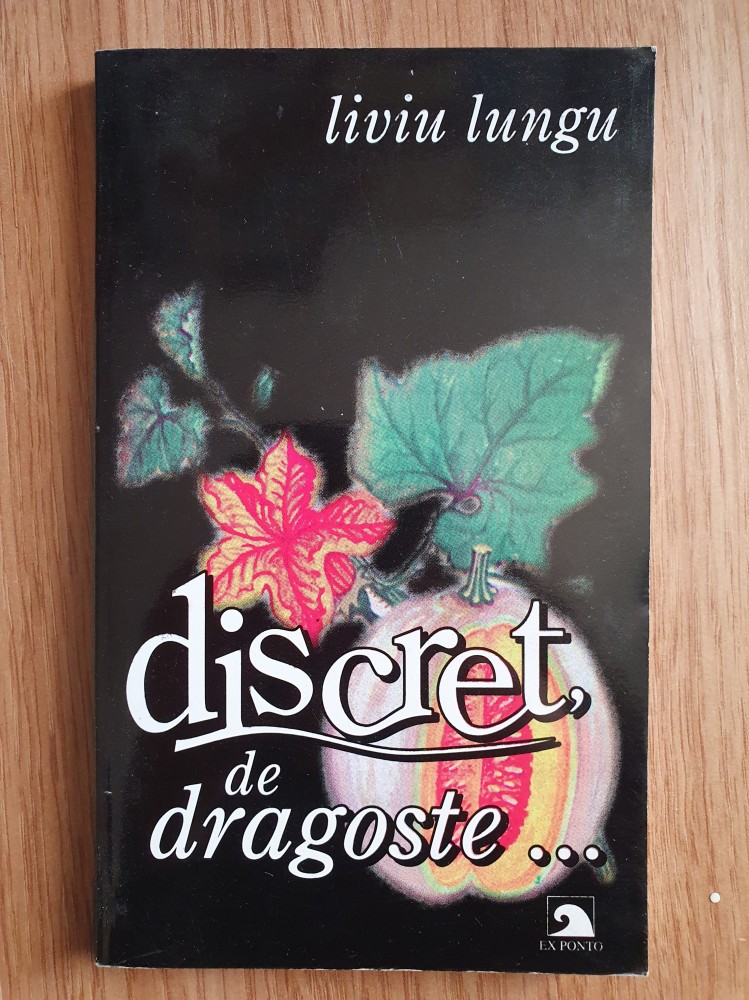 liviu lungu
discret,
de
dragoste ...
EX PONTO